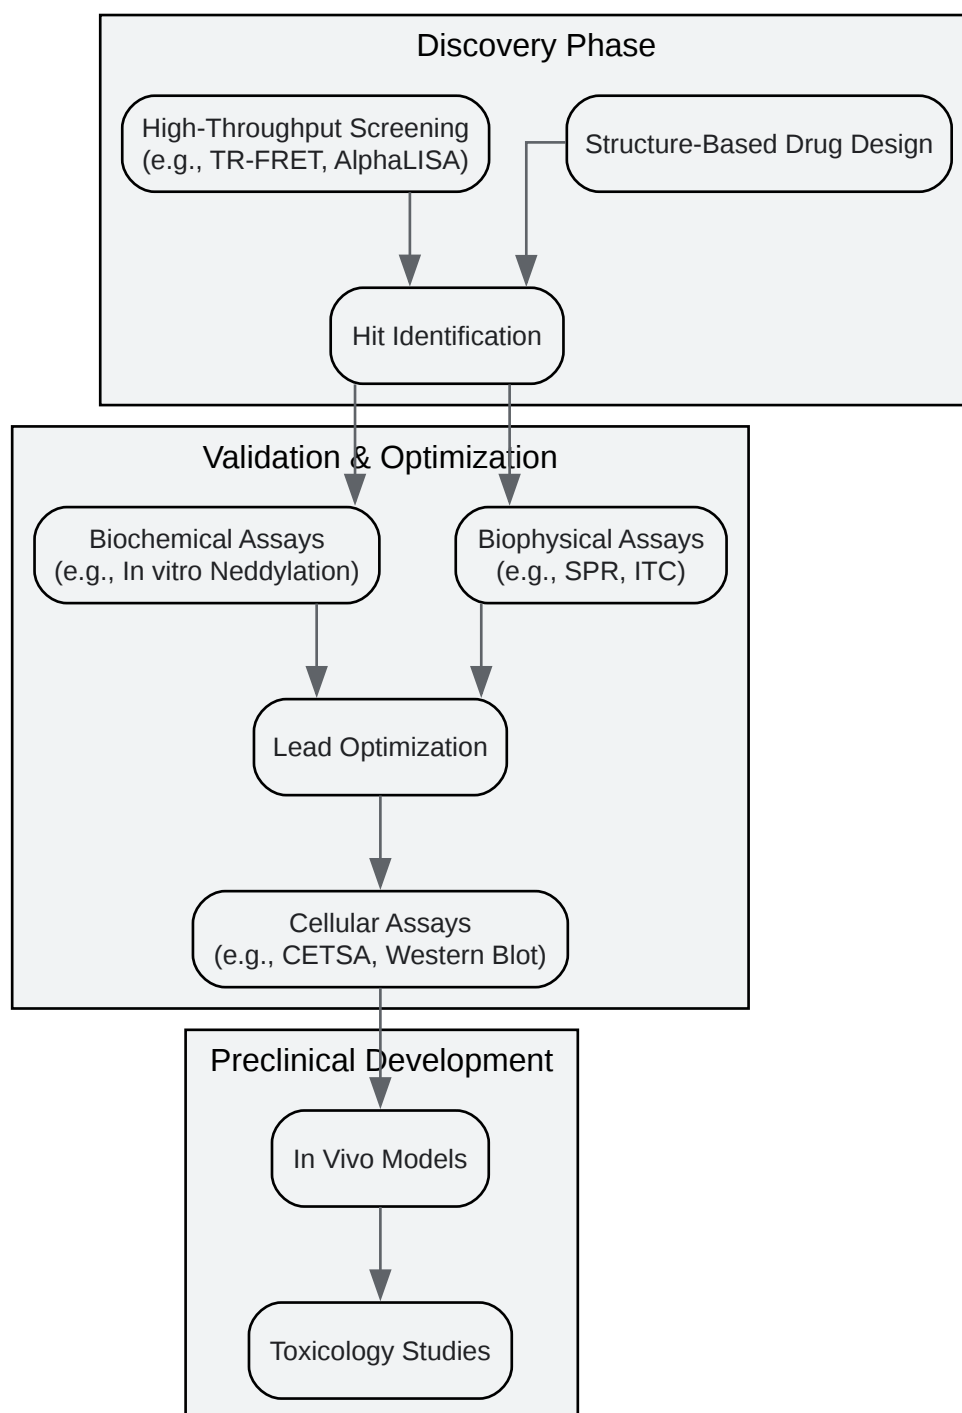 Discovery Phase
High-Throughput Screening
(e.g., TR-FRET, AlphaLISA)
Structure-Based Drug Design
Hit Identification
Validation & Optimization
Biochemical Assays
(e.g., In vitro Neddylation)
Biophysical Assays
(e.g., SPR, ITC)
Lead Optimization
Cellular Assays
(e.g., CETSA, Western Blot)
Preclinical Development
In Vivo Models
Toxicology Studies